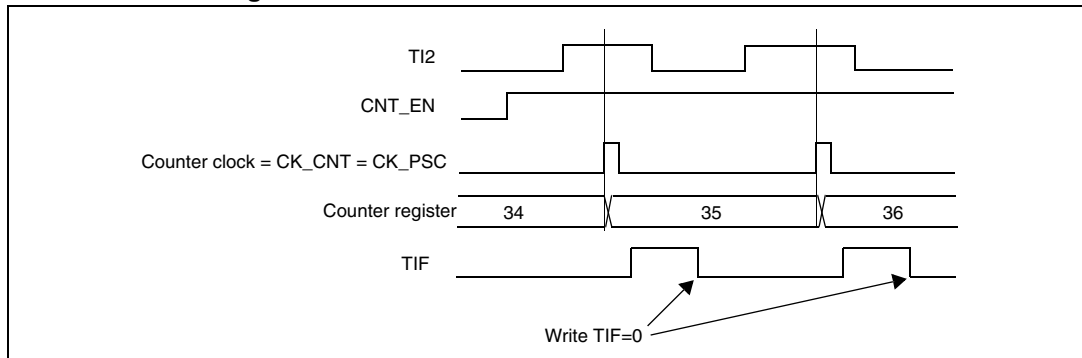 TI2
CNT_EN
Counter clock = CK_CNT = CK_PSC
Counter register 34 35 36
TIF
Write TIF=0